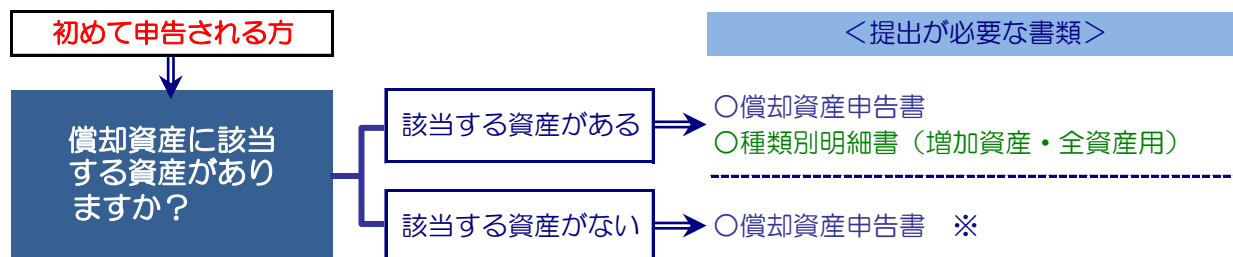 初めて申告される方
＜提出が必要な書類＞
償却資産に該当
する資産があり
ますか？
該当する資産がある
○償却資産申告書
○種類別明細書（増加資産・全資産用）
該当する資産がない
○償却資産申告書　※